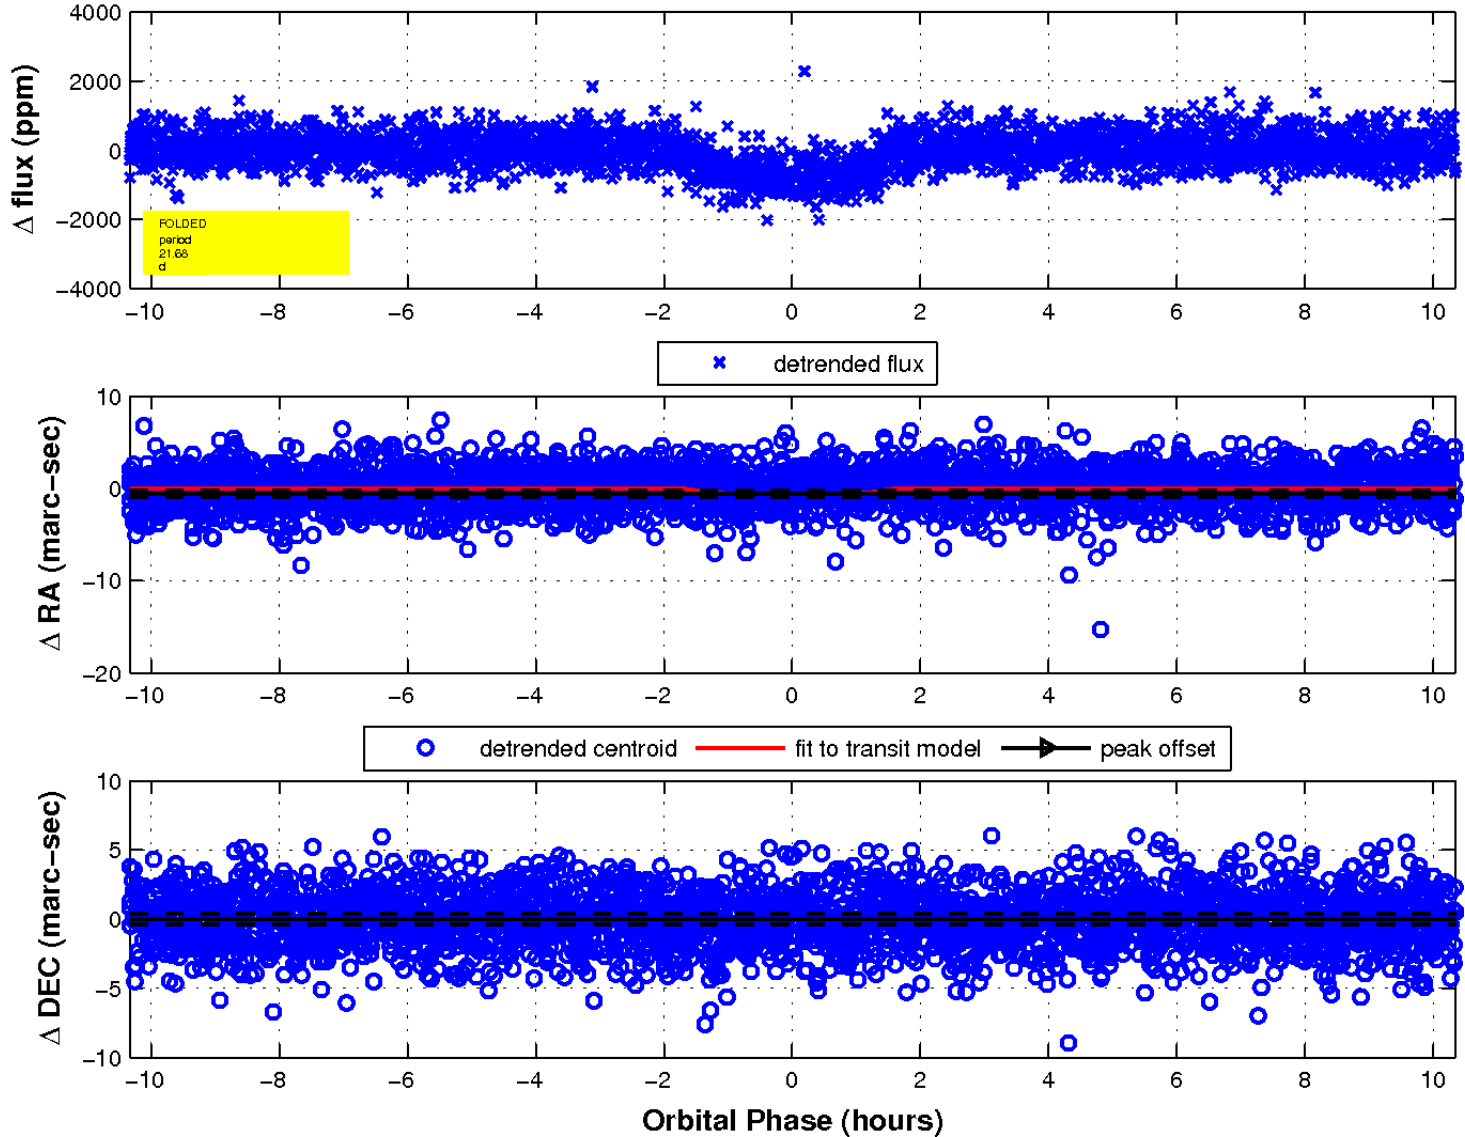 4000
2000
0
−2000
−4000
Δ flux (ppm)
FOLDED
period
21.68
d
−10 −8 −6 −4 −2 0 2 4 6 8 10
detrended flux
10
0
−10
−20
Δ RA (marc−sec)
−10 −8 −6 −4 −2 0 2 4 6 8 10
detrended centroid fit to transit model peak offset
10
5
0
−5
−10
Δ DEC (marc−sec)
−10 −8 −6 −4 −2 0 2 4 6 8 10
Orbital Phase (hours)